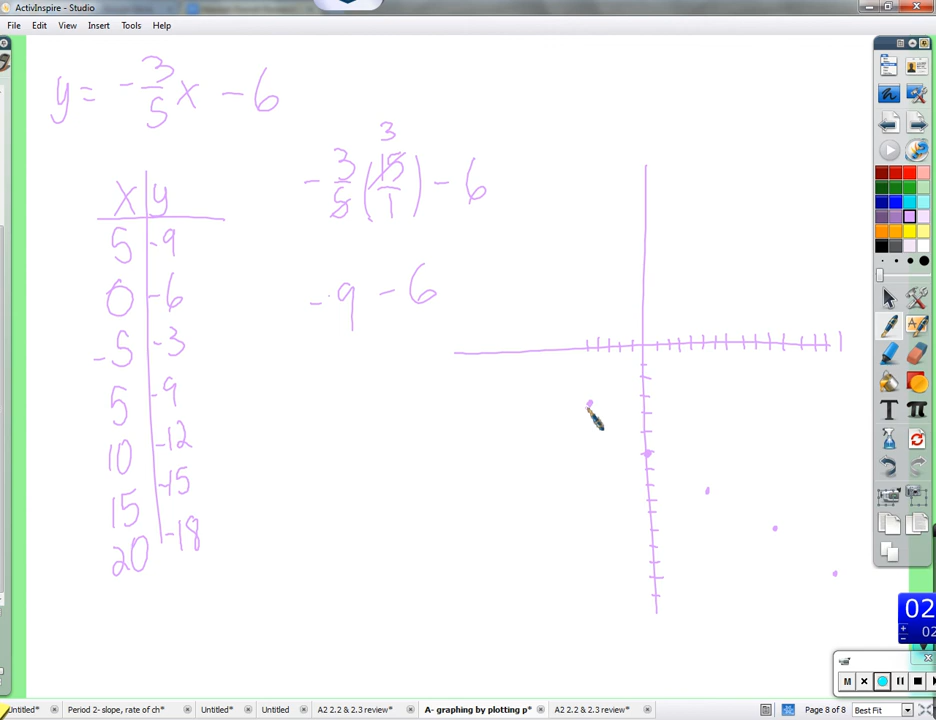 ActivInspire - Studio
File Edit View Insert Tools Help
y = -3/5 x - 6
3
-3/5 (15/1) - 6
-9 - 6
x y
5 -9
0 -6
-5 -3
5 -9
10 -12
15 -15
20 -18
02
02
M
Untitled* Period 2- slope, rate of ch* Untitled* Untitled A2 2.2 & 2.3 review* A- graphing by plotting p* A2 2.2 & 2.3 review* Page 8 of 8 Best Fit